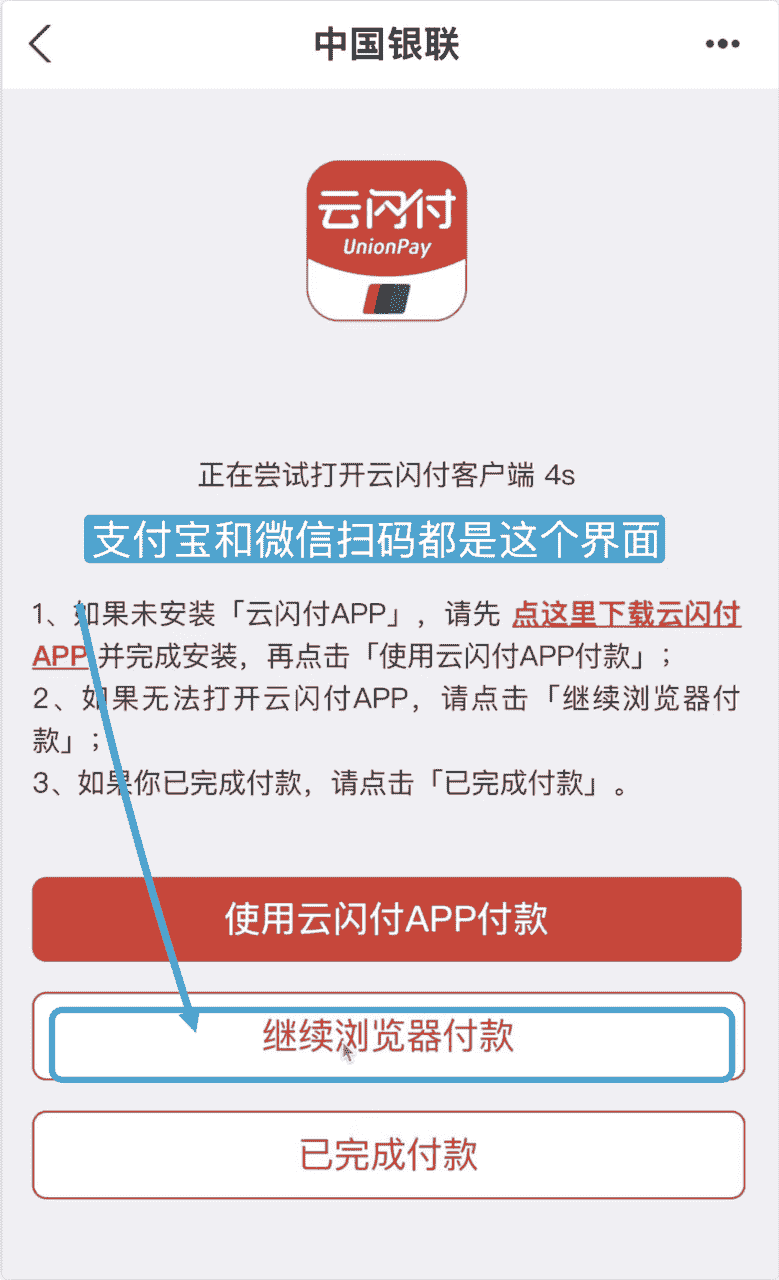 中国银联
云闪付
UnionPay
正在尝试打开云闪付客户端 4s
支付宝和微信扫码都是这个界面
1、如果未安装「云闪付APP」，请先 点这里下载云闪付
APP 并完成安装，再点击「使用云闪付APP付款」；
2、如果无法打开云闪付APP，请点击「继续浏览器付
款」；
3、如果你已完成付款，请点击「已完成付款」。
使用云闪付APP付款
继续浏览器付款
已完成付款